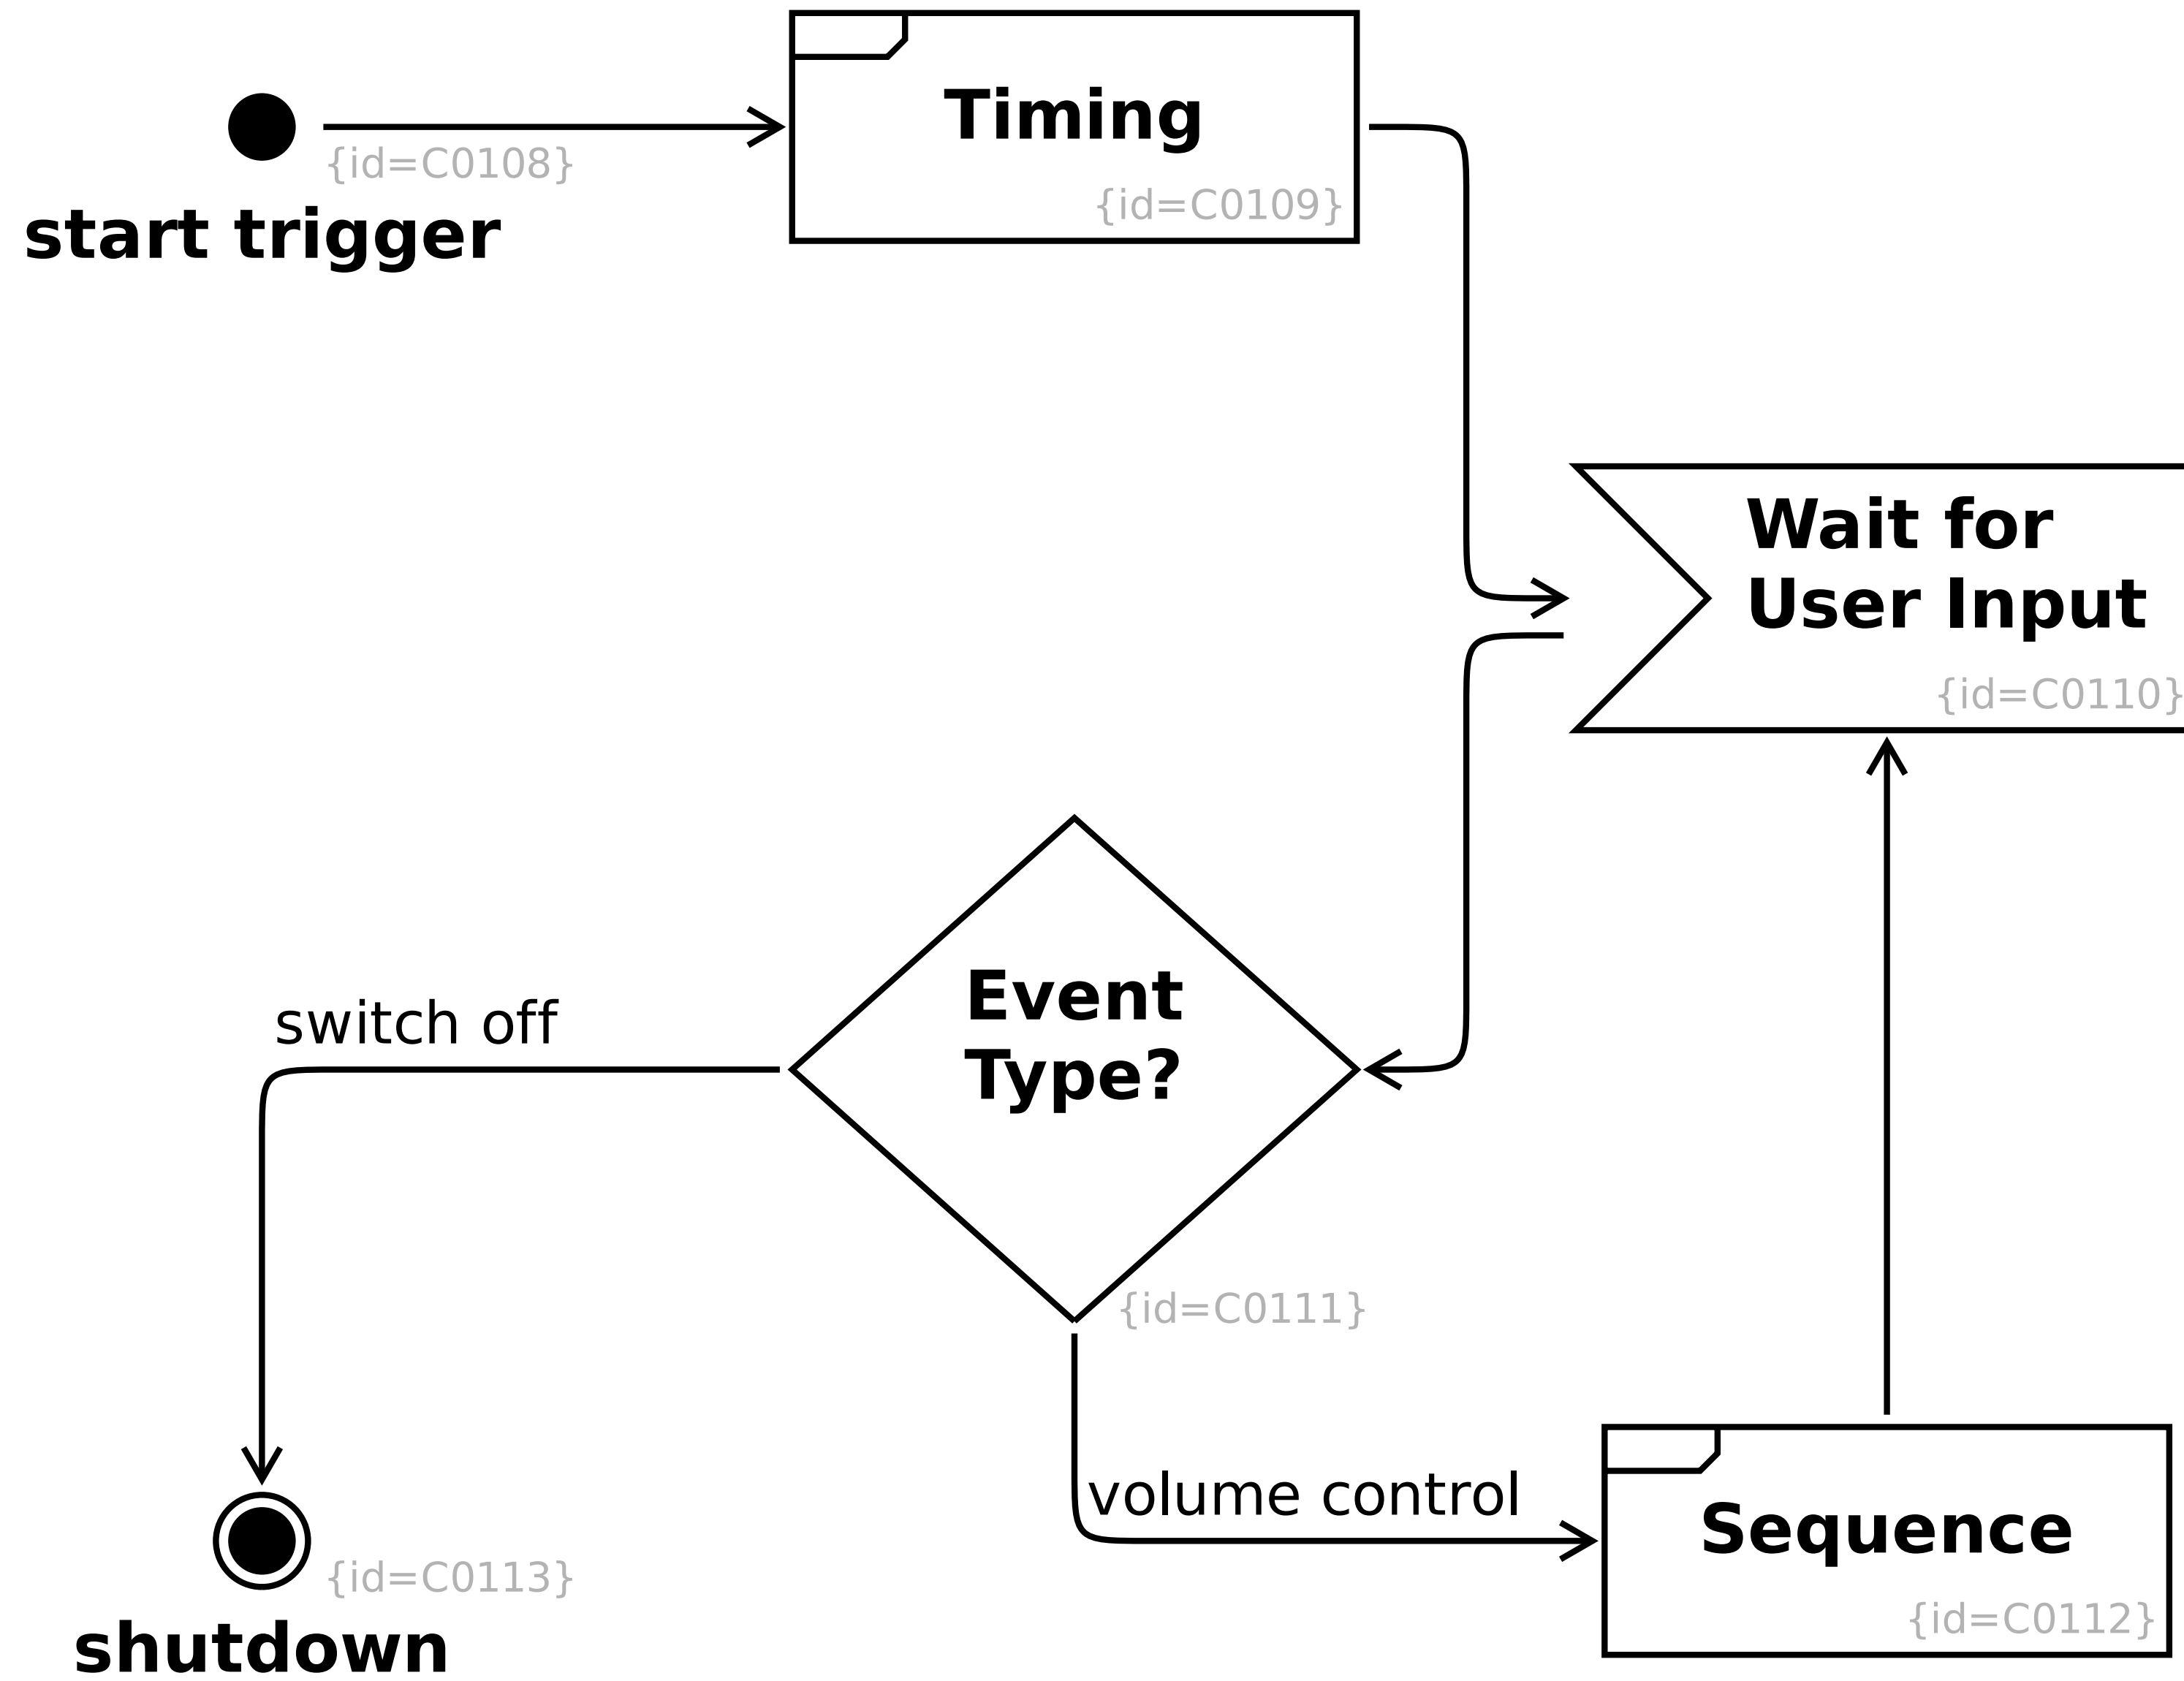 Timing
{id=C0108}
{id=C0109}
start trigger
Wait for
User Input
{id=C0110}
Event
Type?
switch off
{id=C0111}
volume control
Sequence
{id=C0113}
{id=C0112}
shutdown